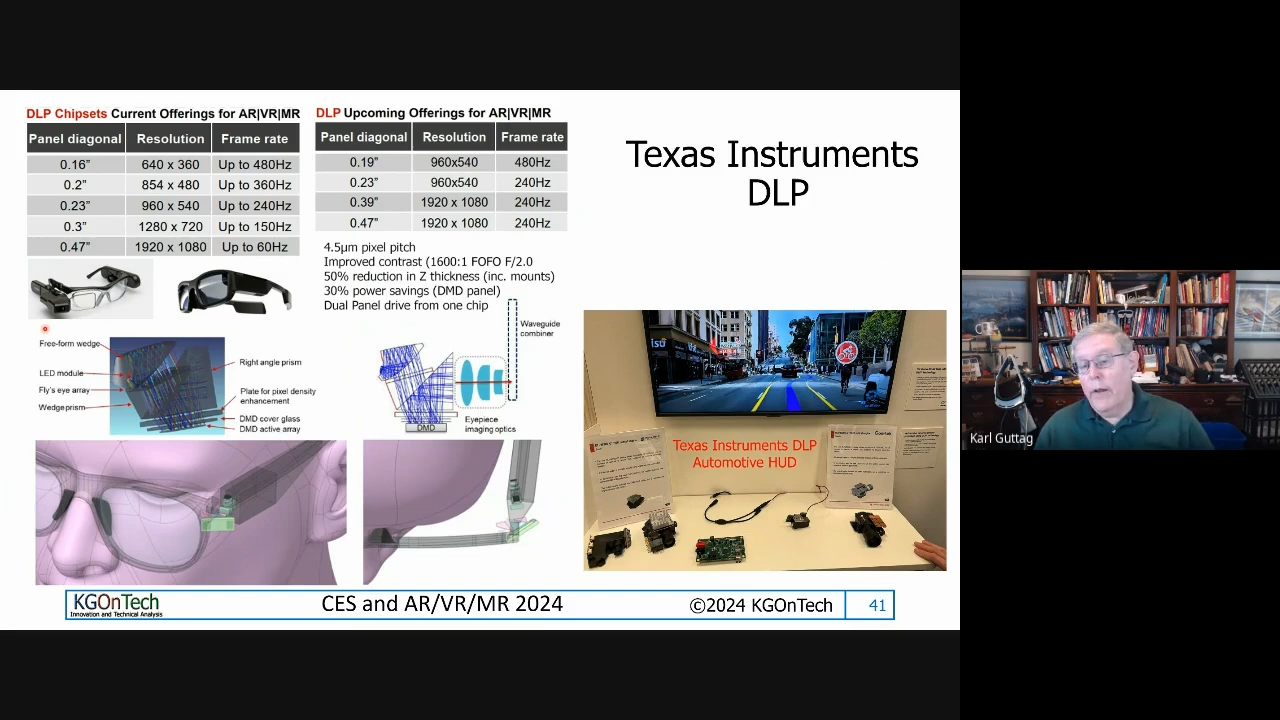 DLP Chipsets Current Offerings for AR|VR|MR
Panel diagonal Resolution Frame rate
0.16” 640 x 360 Up to 480Hz
0.2” 854 x 480 Up to 360Hz
0.23” 960 x 540 Up to 240Hz
0.3” 1280 x 720 Up to 150Hz
0.47” 1920 x 1080 Up to 60Hz
DLP Upcoming Offerings for AR|VR|MR
Panel diagonal Resolution Frame rate
0.19” 960x540 480Hz
0.23” 960x540 240Hz
0.39” 1920 x 1080 240Hz
0.47” 1920 x 1080 240Hz
4.5µm pixel pitch
Improved contrast (1600:1 FOFO F/2.0
50% reduction in Z thickness (inc. mounts)
30% power savings (DMD panel)
Dual Panel drive from one chip
Texas Instruments
DLP
Free-form wedge
LED module
Fly's eye array
Wedge prism
Right angle prism
Plate for pixel density
enhancement
DMD cover glass
DMD active array
Waveguide
combiner
DMD
Eyepiece
imaging optics
Texas Instruments DLP
Automotive HUD
KGOnTech
Innovation and Technical Analysis
CES and AR/VR/MR 2024
©2024 KGOnTech
41
Karl Guttag